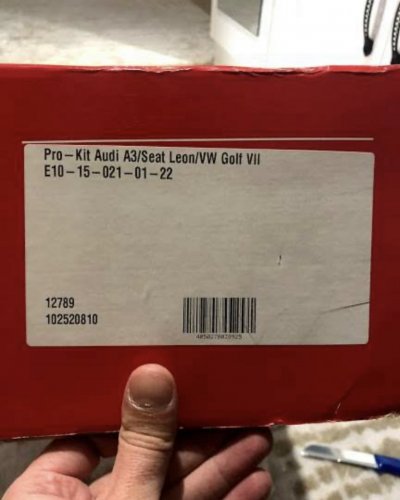 Pro-Kit Audi A3/Seat Leon/VW Golf VII
E10-15-021-01-22
12789
102520810